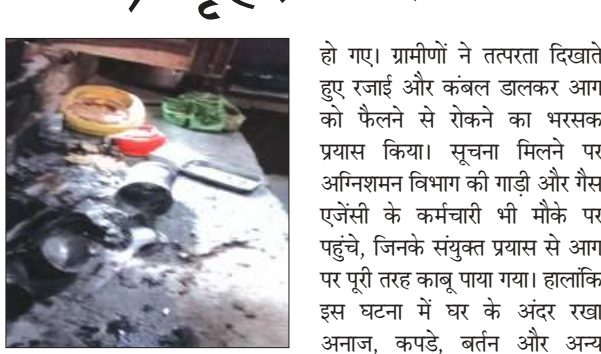 हो गए। ग्रामीणों ने तत्परता दिखाते
हुए रजाई और कंबल डालकर आग
को फैलने से रोकने का भरसक
प्रयास किया। सूचना मिलने पर
अग्निशमन विभाग की गाड़ी और गैस
एजेंसी के कर्मचारी भी मौके पर
पहुंचे, जिनके संयुक्त प्रयास से आग
पर पूरी तरह काबू पाया गया। हालांकि
इस घटना में घर के अंदर रखा
अनाज, कपडे, बर्तन और अन्य